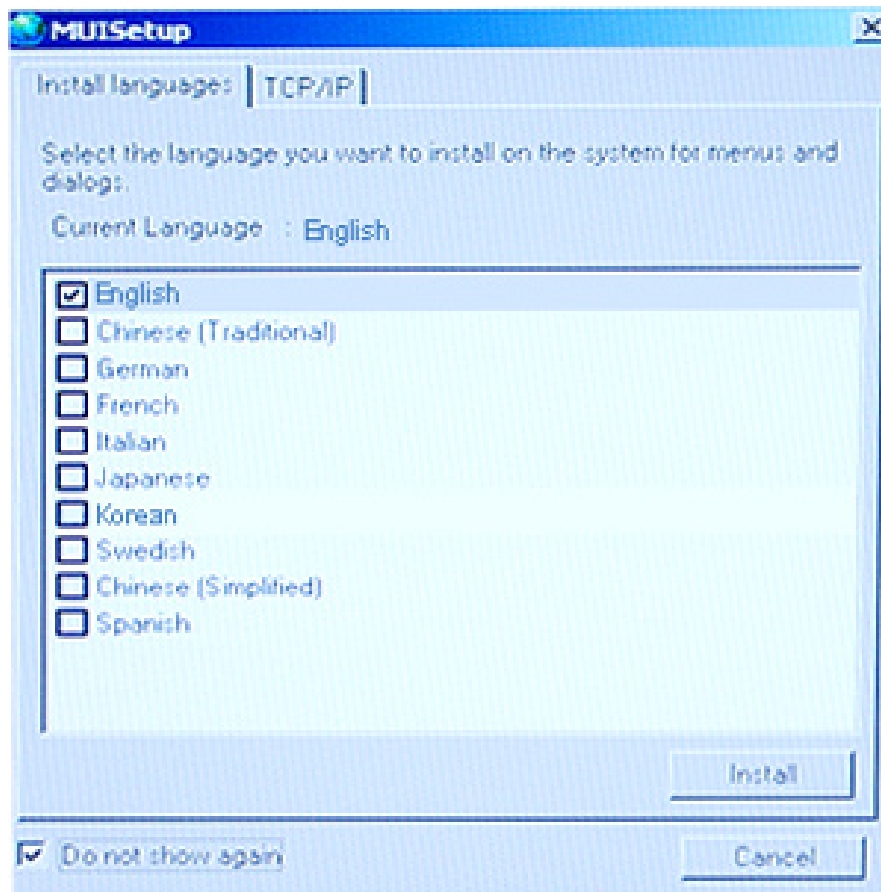 MUISetup
Install languages TCP/IP
Select the language you want to install on the system for menus and
dialogs.
Current Language : English
English
Chinese (Traditional)
German
French
Italian
Japanese
Korean
Swedish
Chinese (Simplified)
Spanish
Install
Do not show again
Cancel